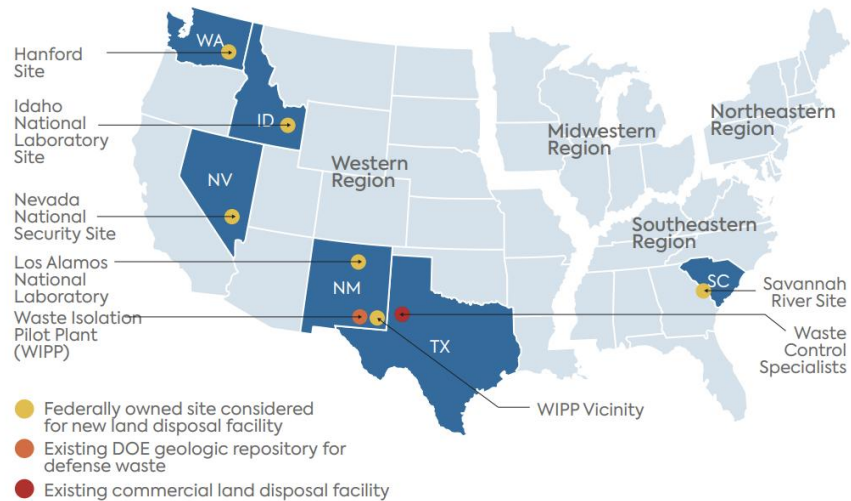 WA
Hanford
Site
Idaho
National
Laboratory
Site
ID
Northeastern
Region
Midwestern
Region
Western
Region
NV
Nevada
National
Security Site
Southeastern
Region
Los Alamos
National
Laboratory
NM
SC
Savannah
River Site
Waste Isolation
Pilot Plant
(WIPP)
TX
Waste
Control
Specialists
WIPP Vicinity
Federally owned site considered
for new land disposal facility
Existing DOE geologic repository for
defense waste
Existing commercial land disposal facility